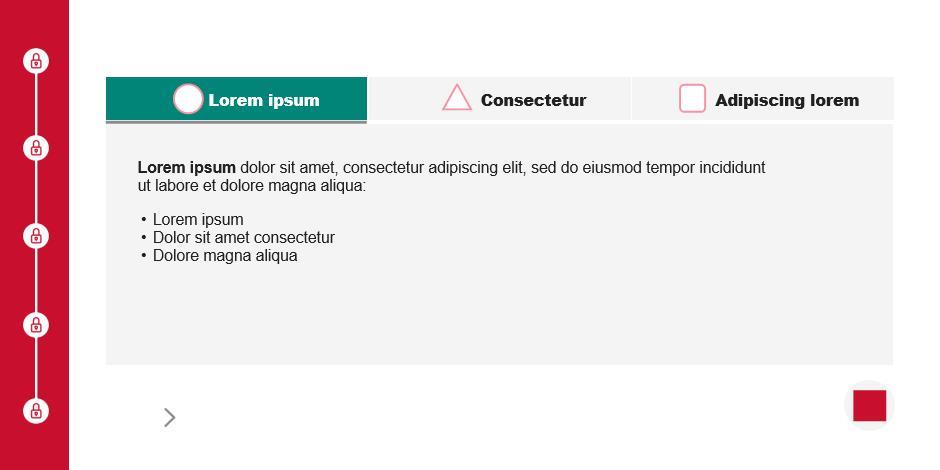 Lorem ipsum
Consectetur
Adipiscing lorem
Lorem ipsum dolor sit amet, consectetur adipiscing elit, sed do eiusmod tempor incididunt
ut labore et dolore magna aliqua:
• Lorem ipsum
• Dolor sit amet consectetur
• Dolore magna aliqua